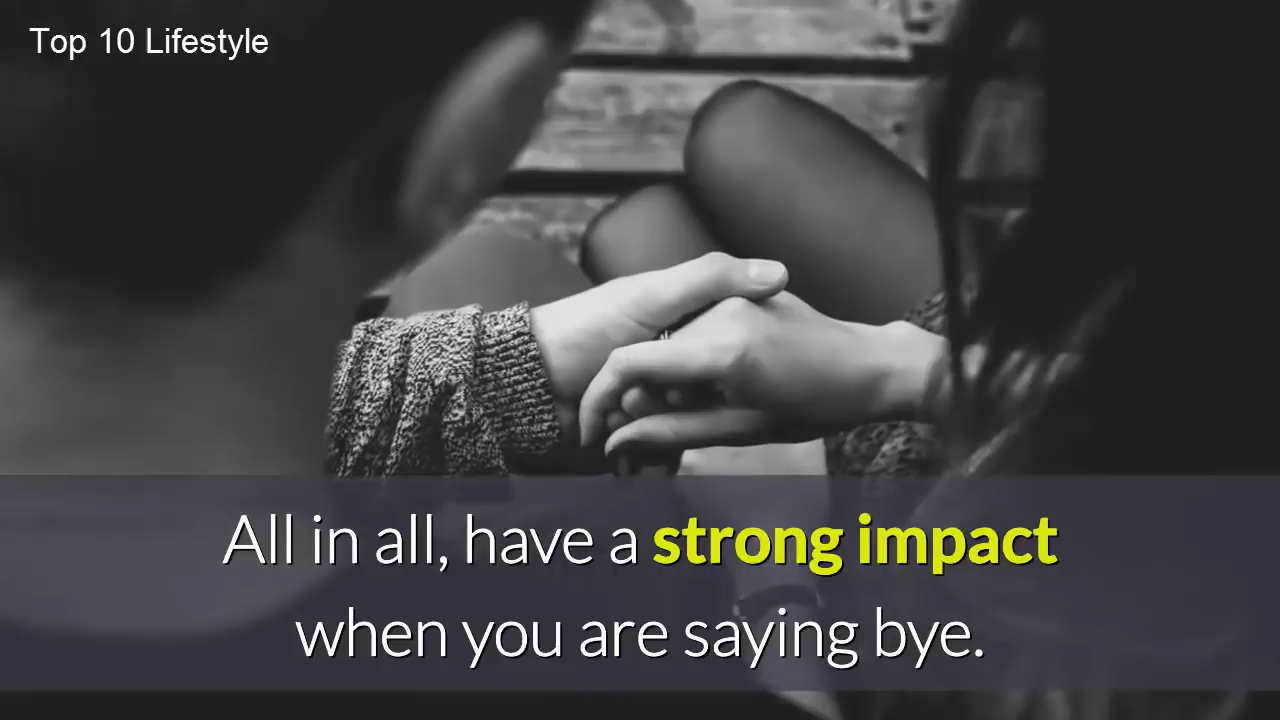 Top 10 Lifestyle
All in all, have a strong impact
when you are saying bye.